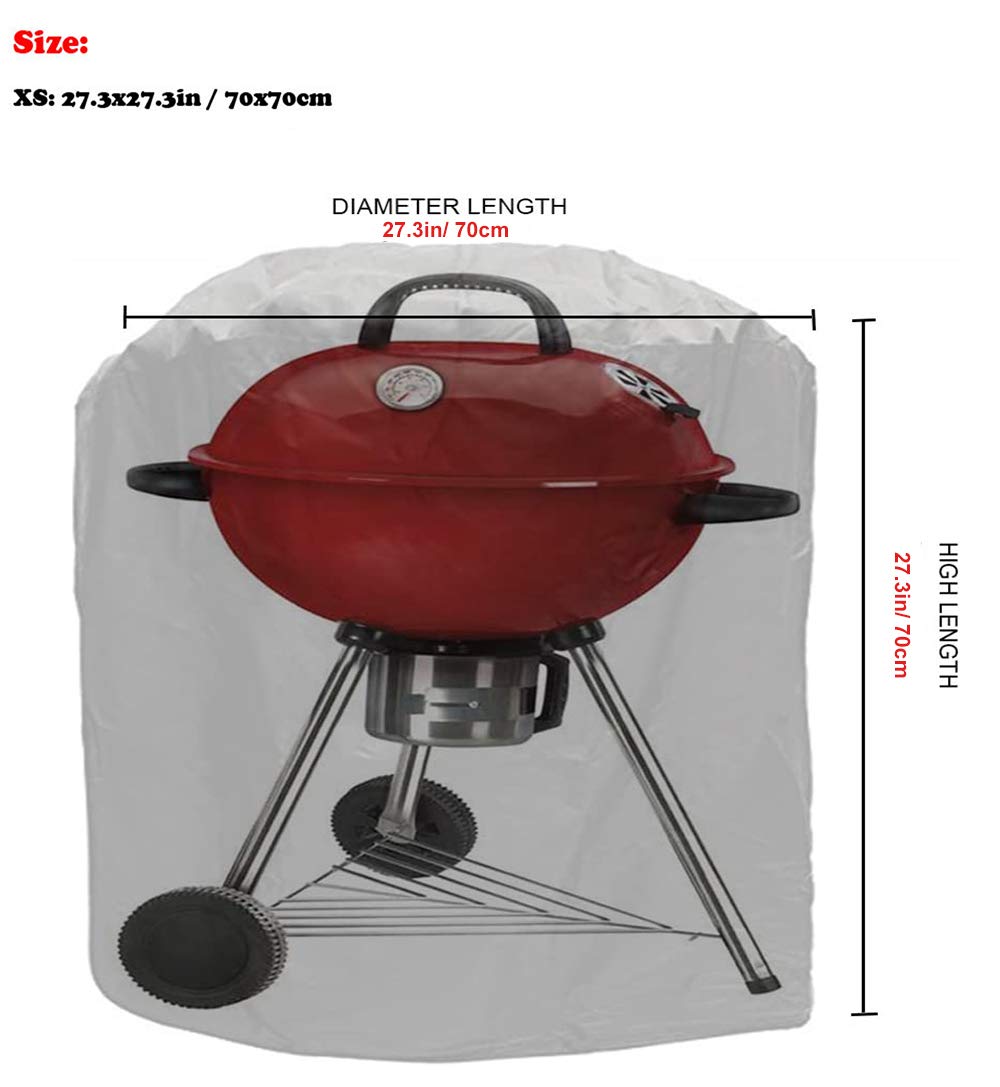 Size:
XS: 27.3x27.3in / 70x70cm
DIAMETER LENGTH
27.3in/ 70cm
HIGH LENGTH
27.3in/ 70cm